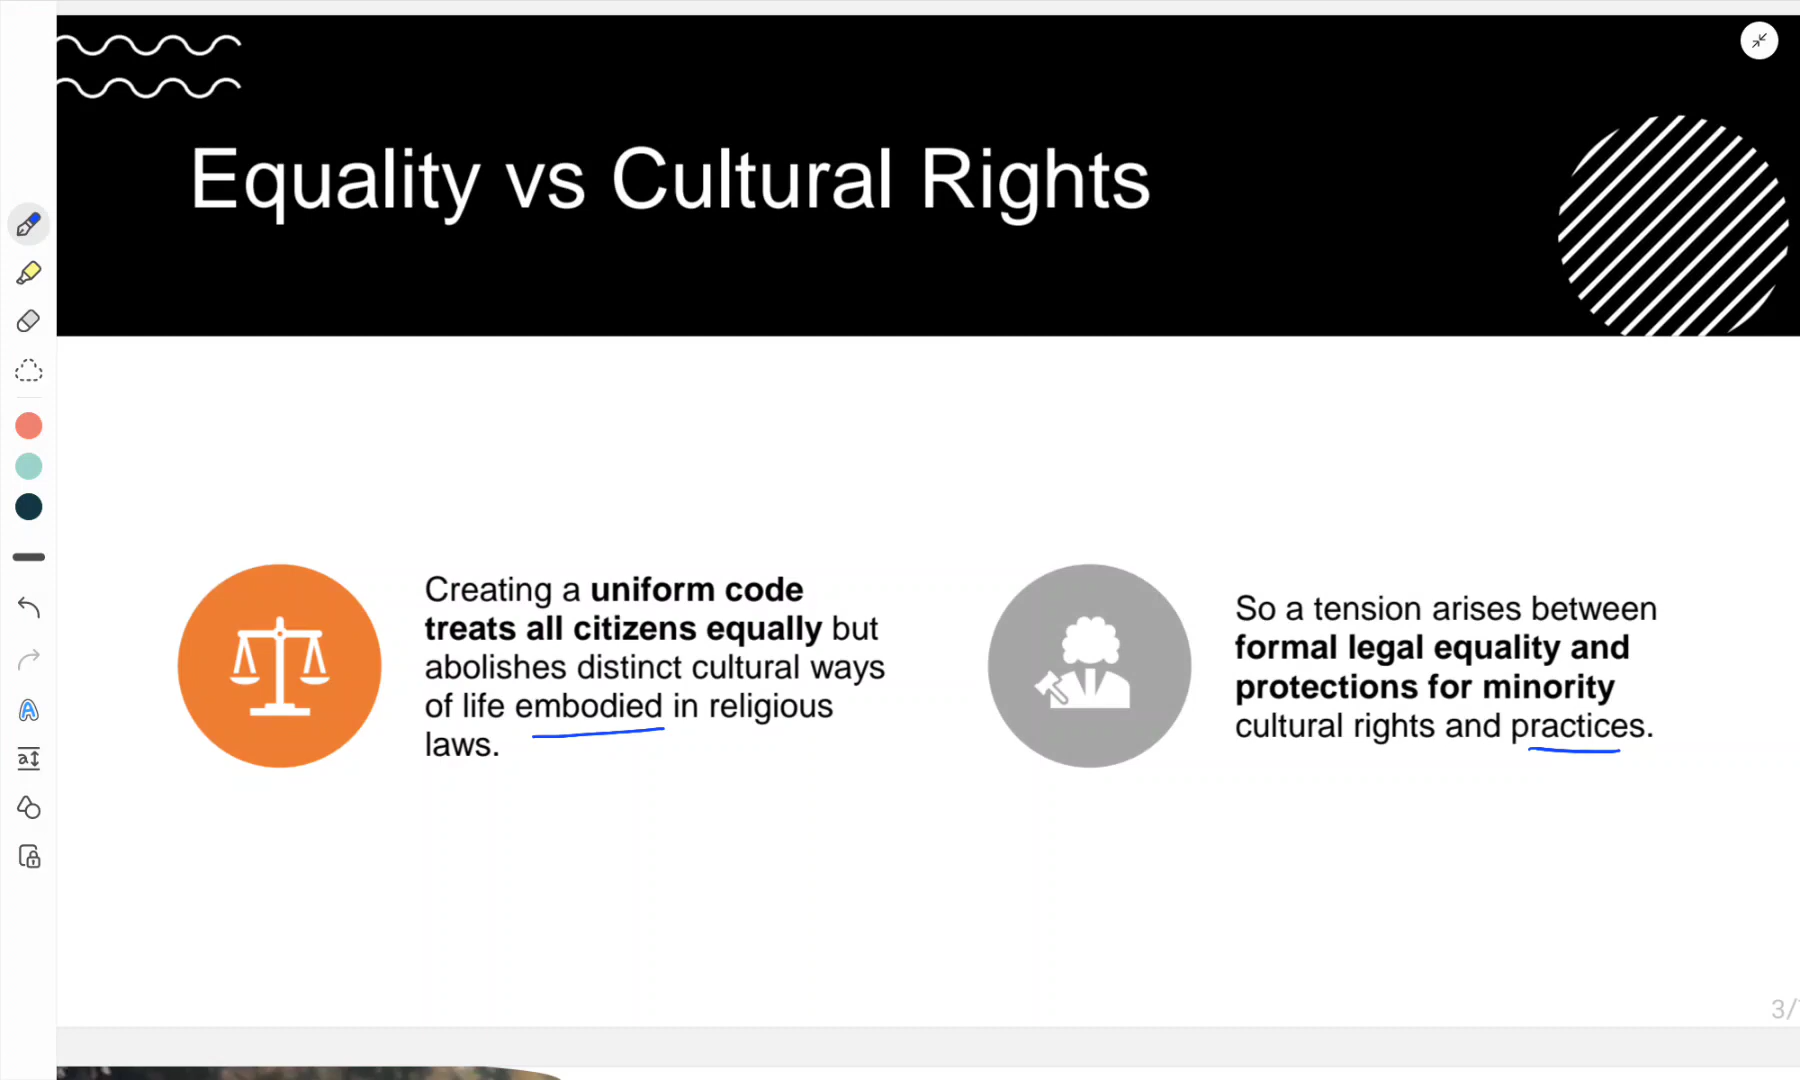 Equality vs Cultural Rights
Creating a uniform code
treats all citizens equally but
abolishes distinct cultural ways
of life embodied in religious
laws.
So a tension arises between
formal legal equality and
protections for minority
cultural rights and practices.
3/